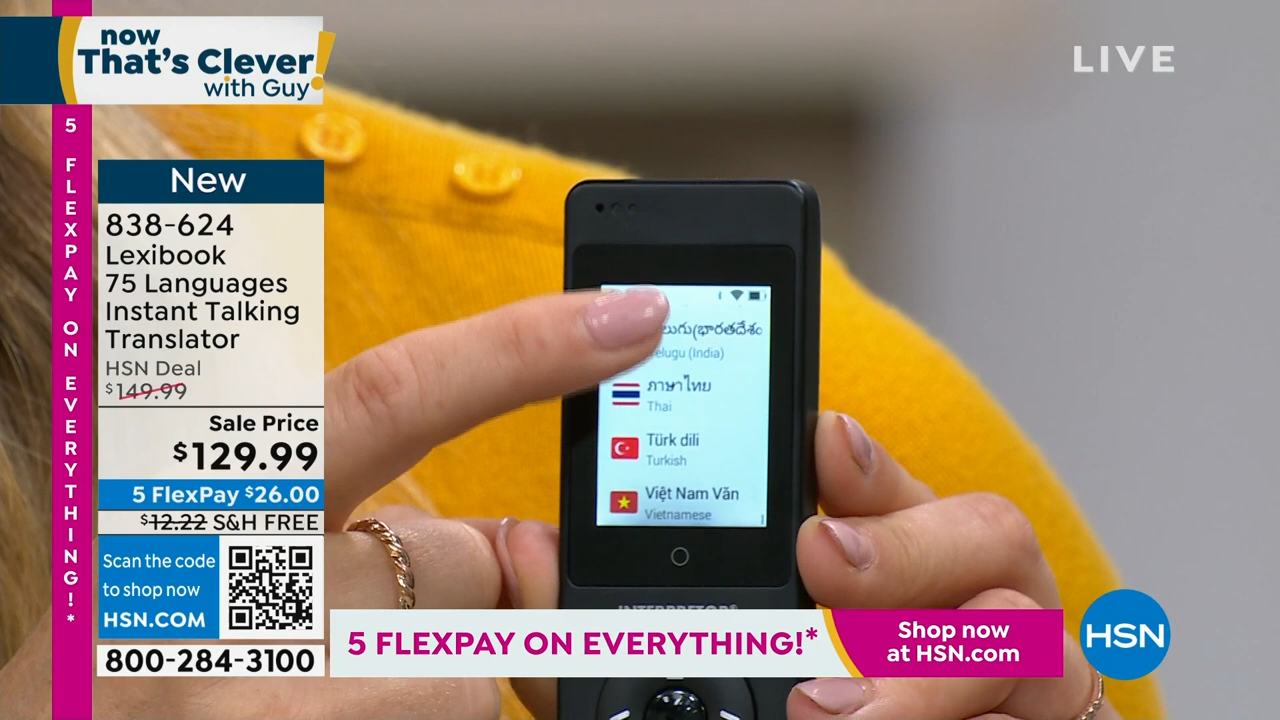 now
That's Clever!
with Guy
LIVE
5 FLEXPAY ON EVERYTHING!*
New
838-624
Lexibook
75 Languages
Instant Talking
Translator
HSN Deal
$149.99
Sale Price
$129.99
5 FlexPay $26.00
$12.22 S&H FREE
Scan the code
to shop now
HSN.COM
800-284-3100
(భారతదేశం
(India)
ภาษาไทย
Thai
Türk dili
Turkish
Việt Nam Văn
Vietnamese
INTERPRETOR®
5 FLEXPAY ON EVERYTHING!*
Shop now
at HSN.com
HSN